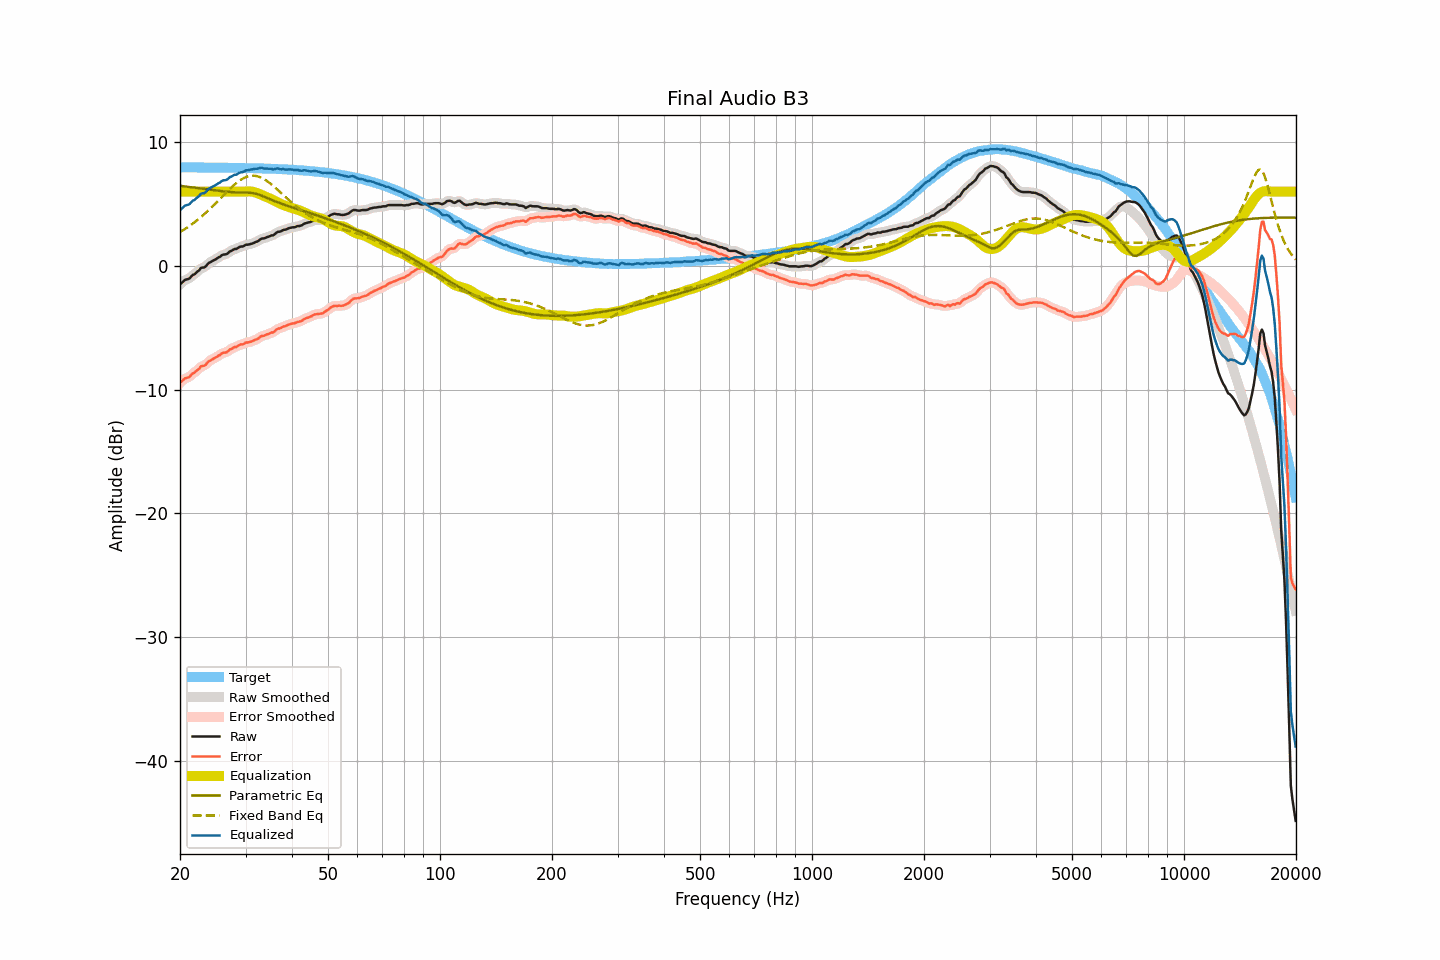 Final Audio B3
10
0
−10
−20
−30
−40
Amplitude (dBr)
Target
Raw Smoothed
Error Smoothed
Raw
Error
Equalization
Parametric Eq
Fixed Band Eq
Equalized
20 50 100 200 500 1000 2000 5000 10000 20000
Frequency (Hz)